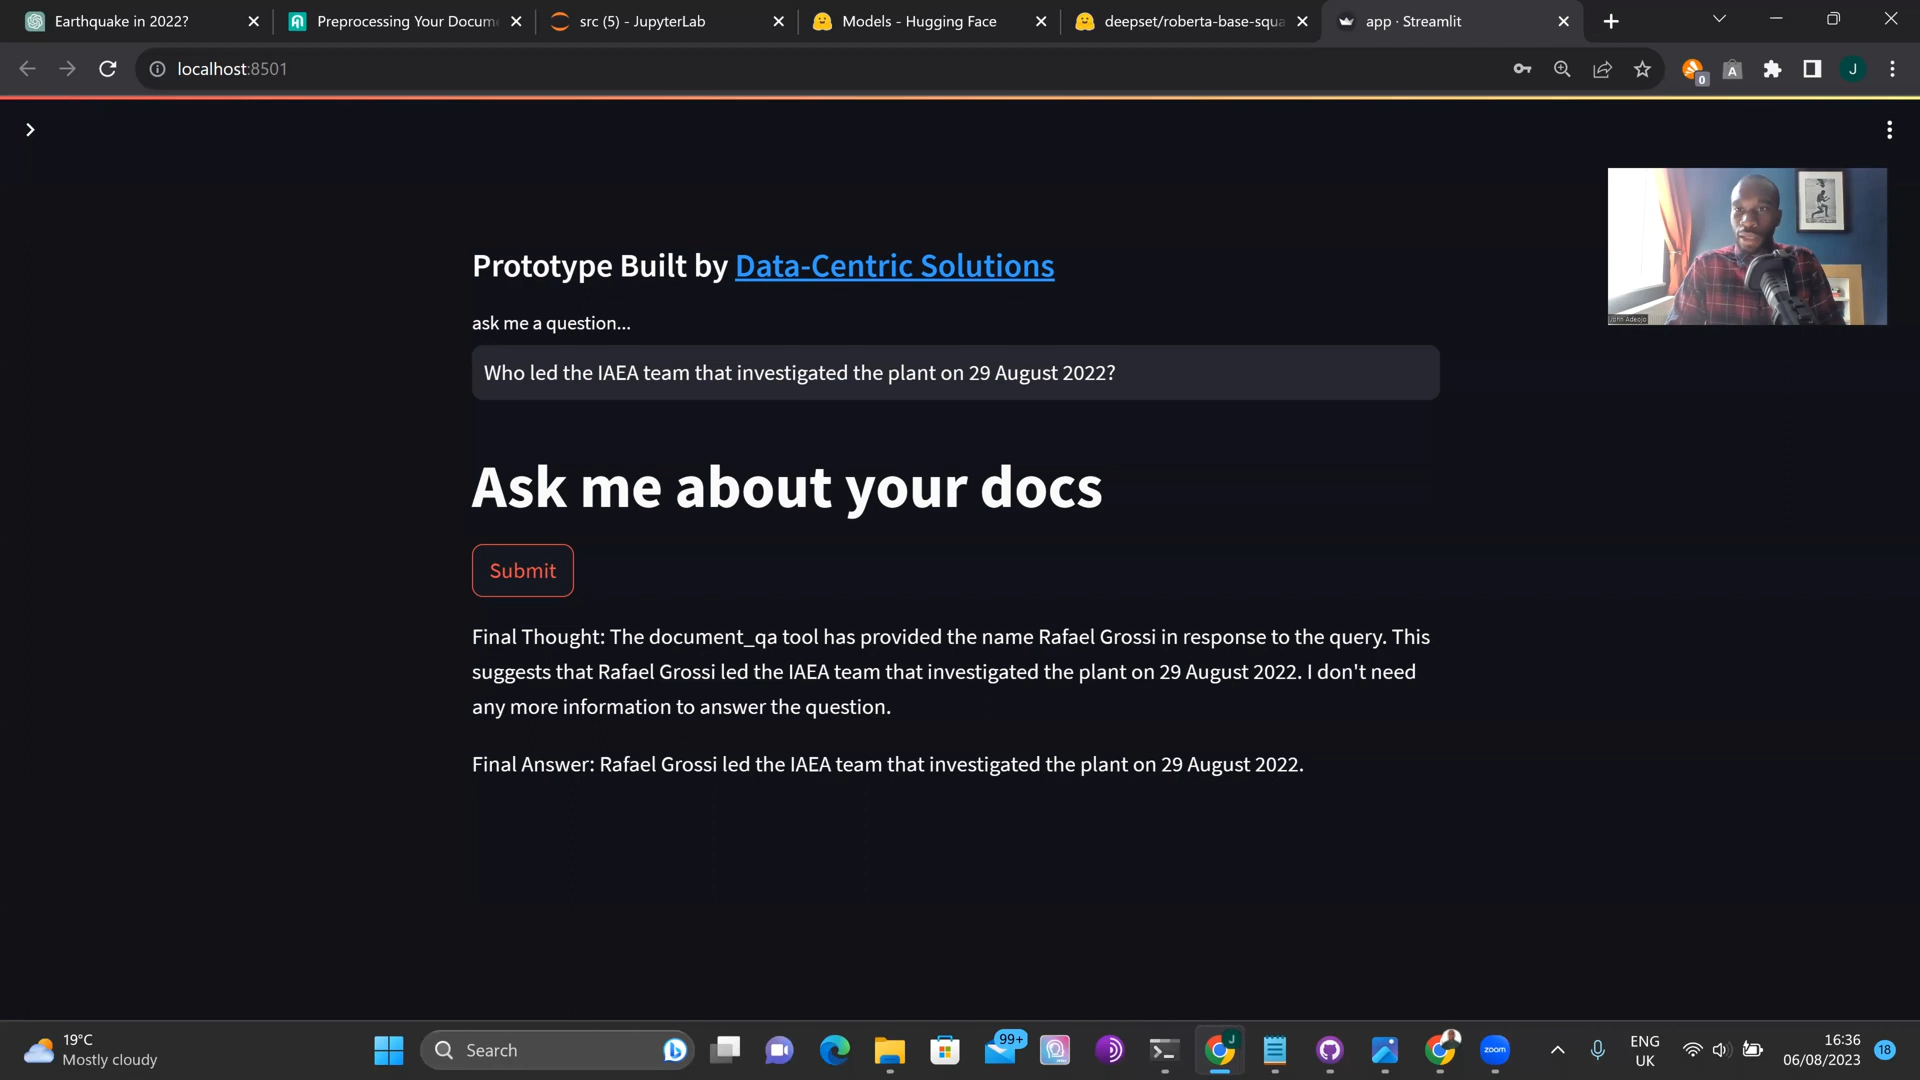 Earthquake in 2022?
Preprocessing Your Docum
src (5) - JupyterLab
Models - Hugging Face
deepset/roberta-base-squa
app · Streamlit
localhost:8501
0
A
J
Prototype Built by Data-Centric Solutions
ask me a question...
Who led the IAEA team that investigated the plant on 29 August 2022?
Ask me about your docs
Submit
Final Thought: The document_qa tool has provided the name Rafael Grossi in response to the query. This
suggests that Rafael Grossi led the IAEA team that investigated the plant on 29 August 2022. I don't need
any more information to answer the question.
Final Answer: Rafael Grossi led the IAEA team that investigated the plant on 29 August 2022.
John Adeojo
19°C
Mostly cloudy
Search
99+
J
zoom
ENG
UK
16:36
06/08/2023
18